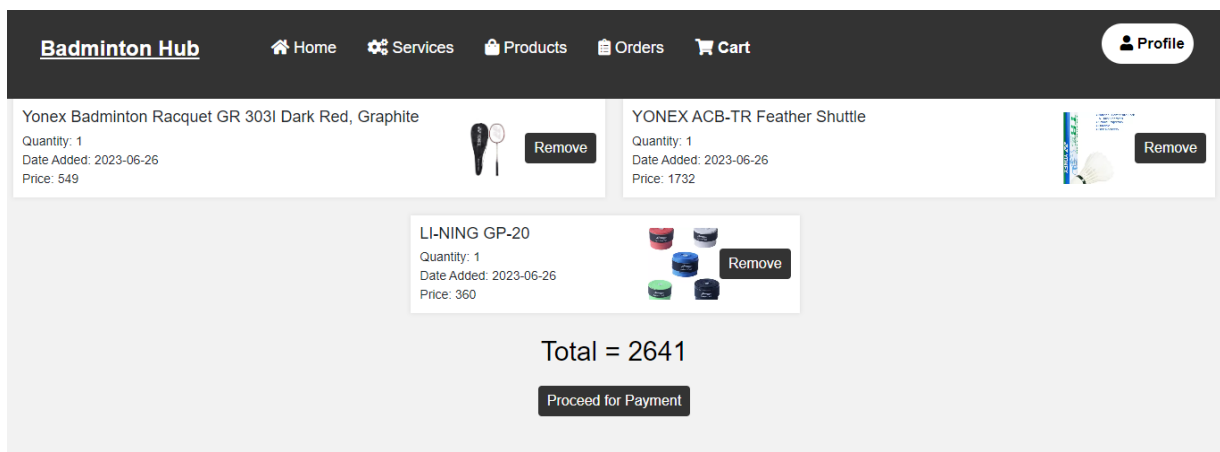 Badminton Hub Home Services Products Orders Cart Profile
Yonex Badminton Racquet GR 303I Dark Red, Graphite
Quantity: 1
Date Added: 2023-06-26
Price: 549
Remove
YONEX ACB-TR Feather Shuttle
Quantity: 1
Date Added: 2023-06-26
Price: 1732
Remove
LI-NING GP-20
Quantity: 1
Date Added: 2023-06-26
Price: 360
Remove
Total = 2641
Proceed for Payment